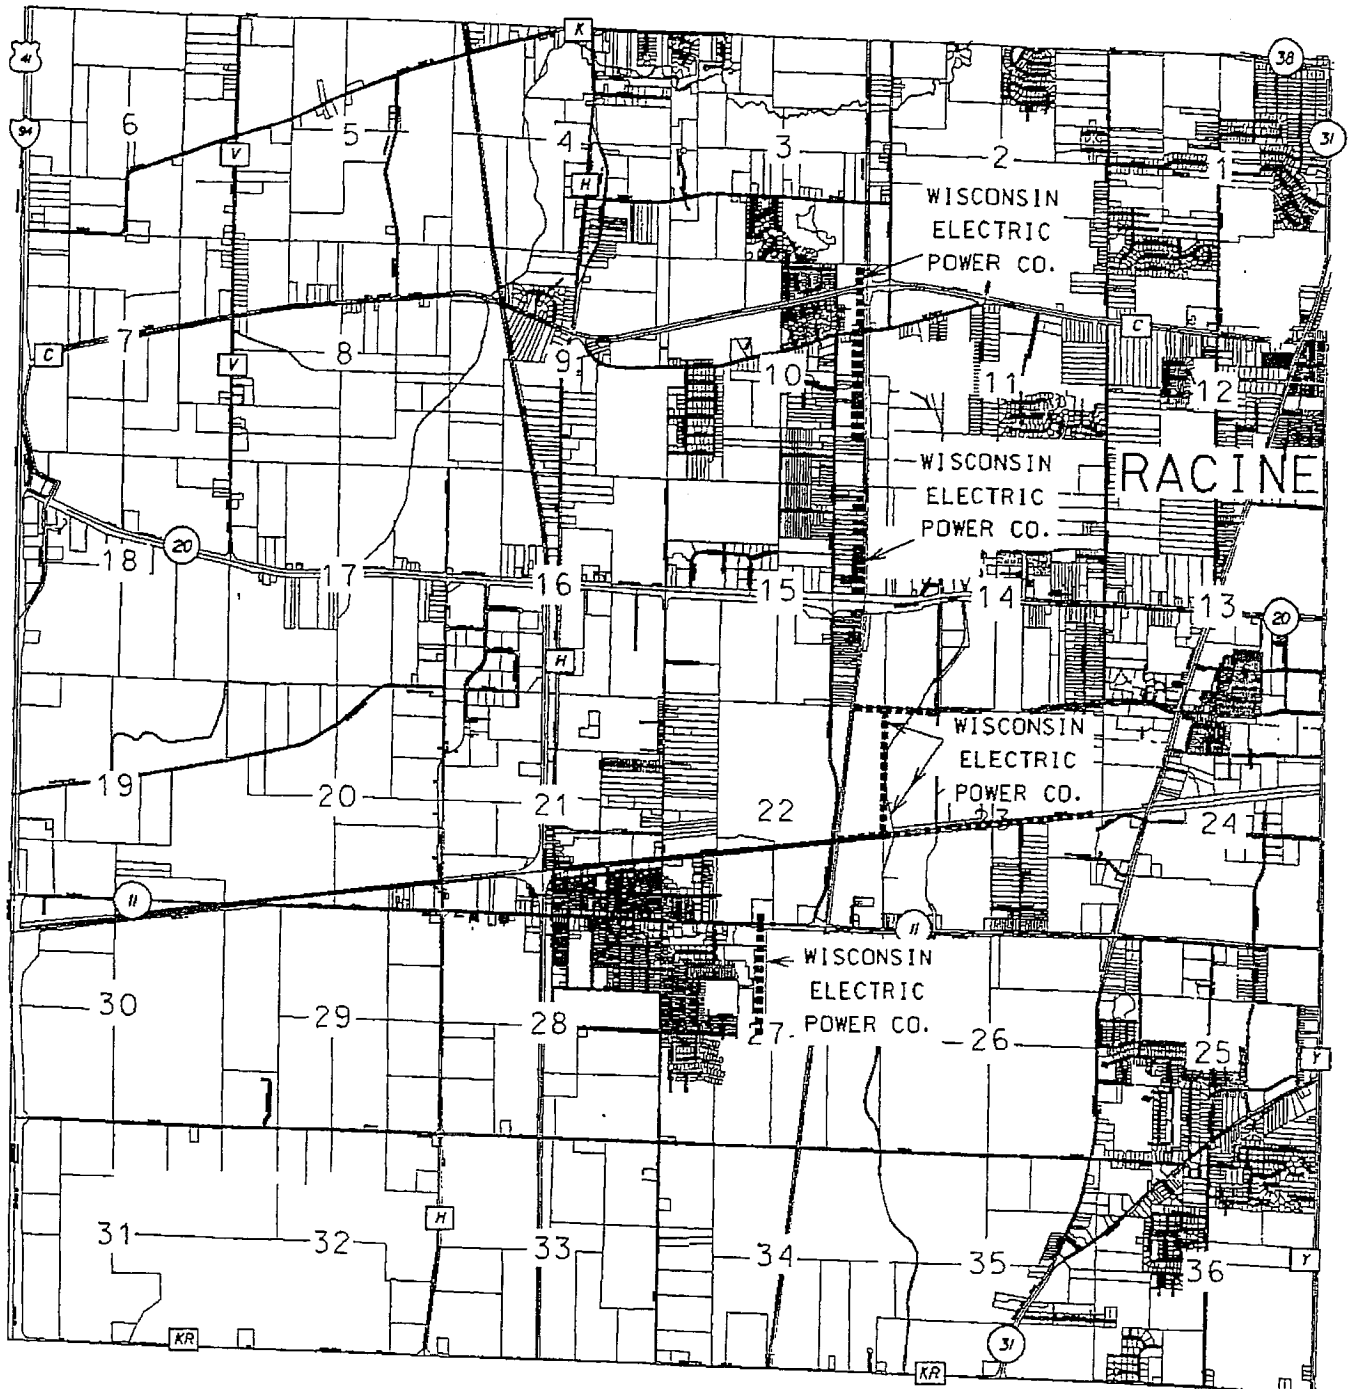 K
41
38
94
6
5
4
3
2
1
31
V
H
WISCONSIN
ELECTRIC
POWER CO.
C
7
V
8
9
10
11
C
12
WISCONSIN
ELECTRIC
POWER CO.
RACINE
18
20
17
16
15
14
13
20
H
WISCONSIN
ELECTRIC
POWER CO.
19
20
21
22
23
24
11
11
WISCONSIN
ELECTRIC
POWER CO.
30
29
28
27
26
25
Y
31
32
H
33
34
35
36
Y
KR
31
KR